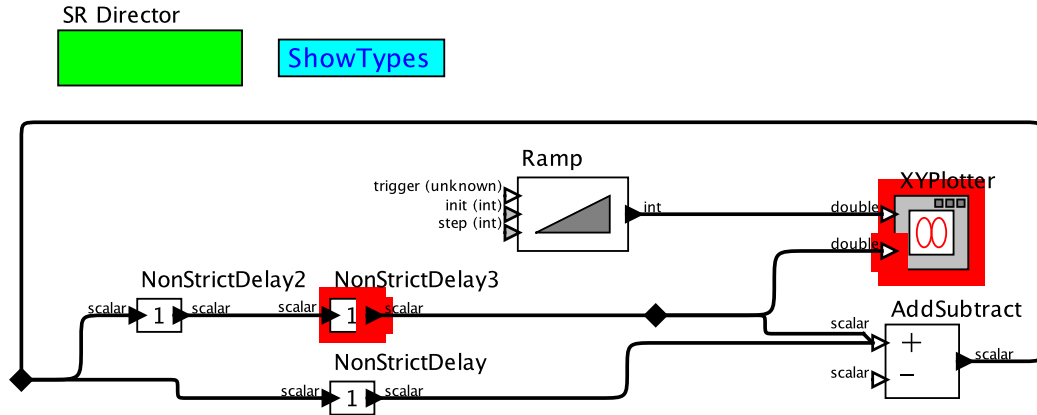 SR Director
ShowTypes
Ramp
trigger (unknown)
init (int)
step (int)
int
XYPlotter
double
double
NonStrictDelay2
scalar
1
scalar
NonStrictDelay3
scalar
1
scalar
AddSubtract
scalar
+
scalar
−
scalar
NonStrictDelay
scalar
1
scalar